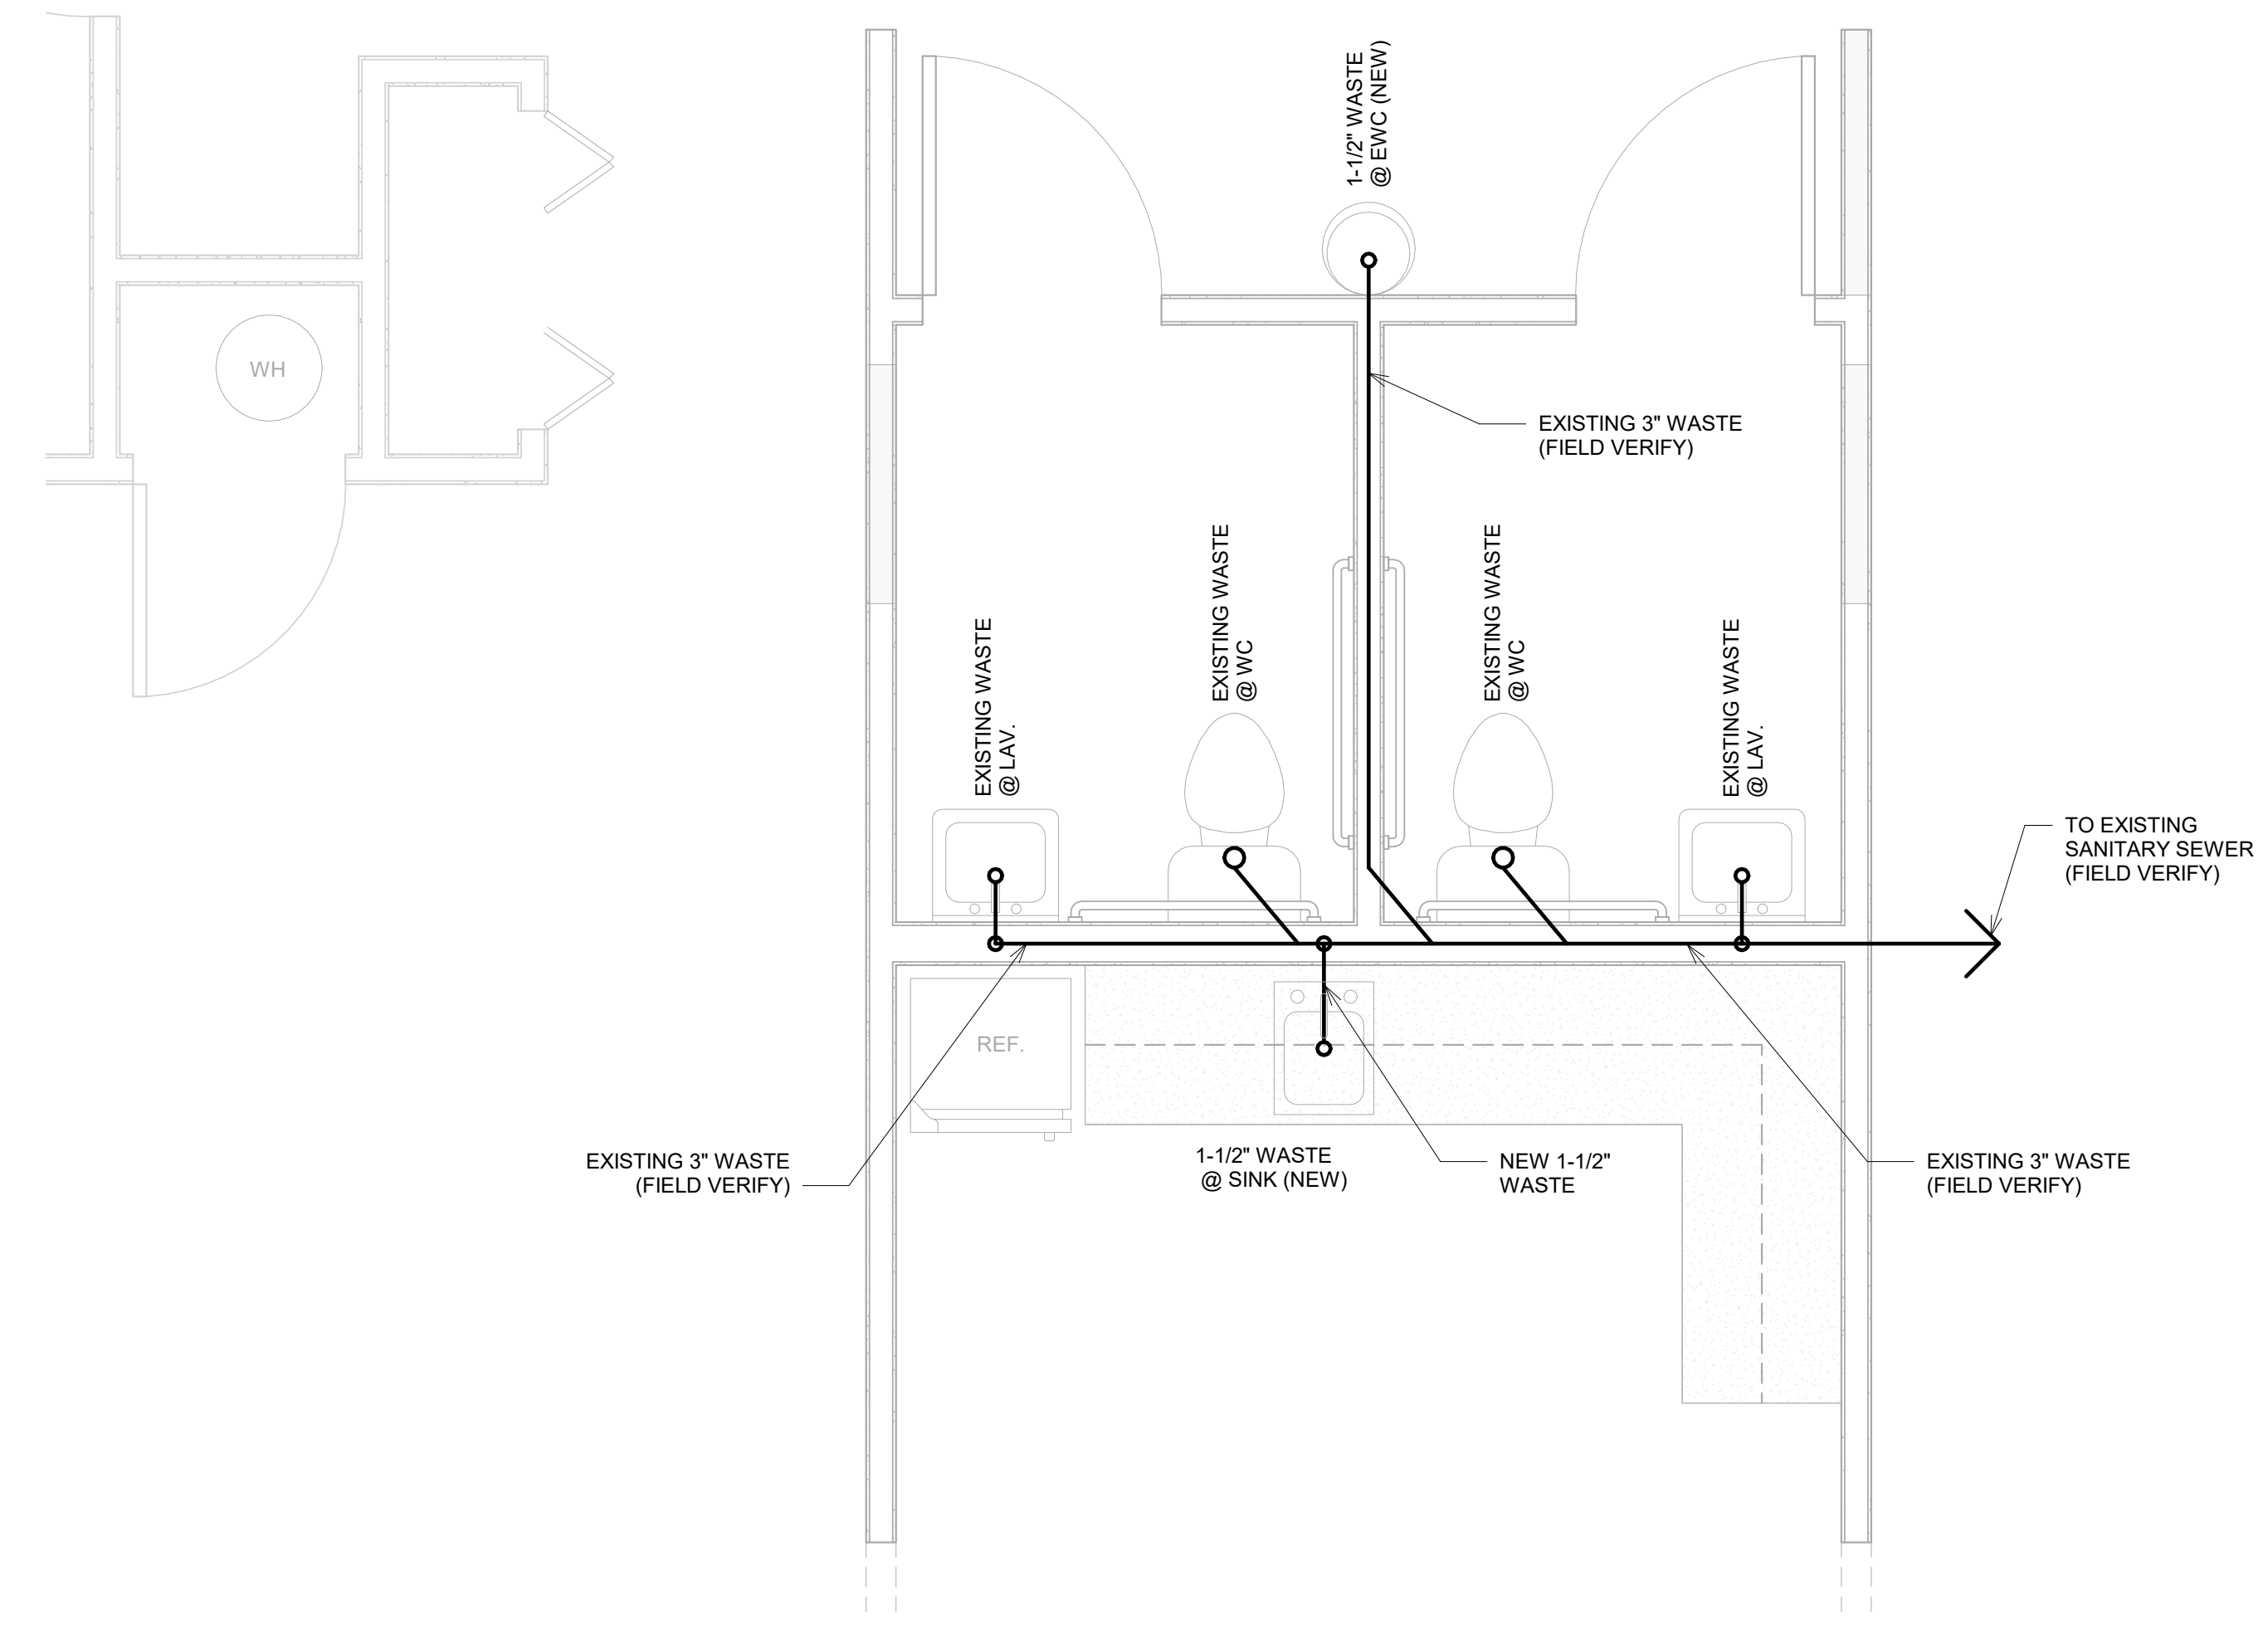 1-1/2" WASTE
@ EWC (NEW)
WH
EXISTING 3" WASTE
(FIELD VERIFY)
EXISTING WASTE
@ LAV.
EXISTING WASTE
@ WC
EXISTING WASTE
@ WC
EXISTING WASTE
@ LAV.
TO EXISTING
SANITARY SEWER
(FIELD VERIFY)
REF.
EXISTING 3" WASTE
(FIELD VERIFY)
1-1/2" WASTE
@ SINK (NEW)
NEW 1-1/2"
WASTE
EXISTING 3" WASTE
(FIELD VERIFY)